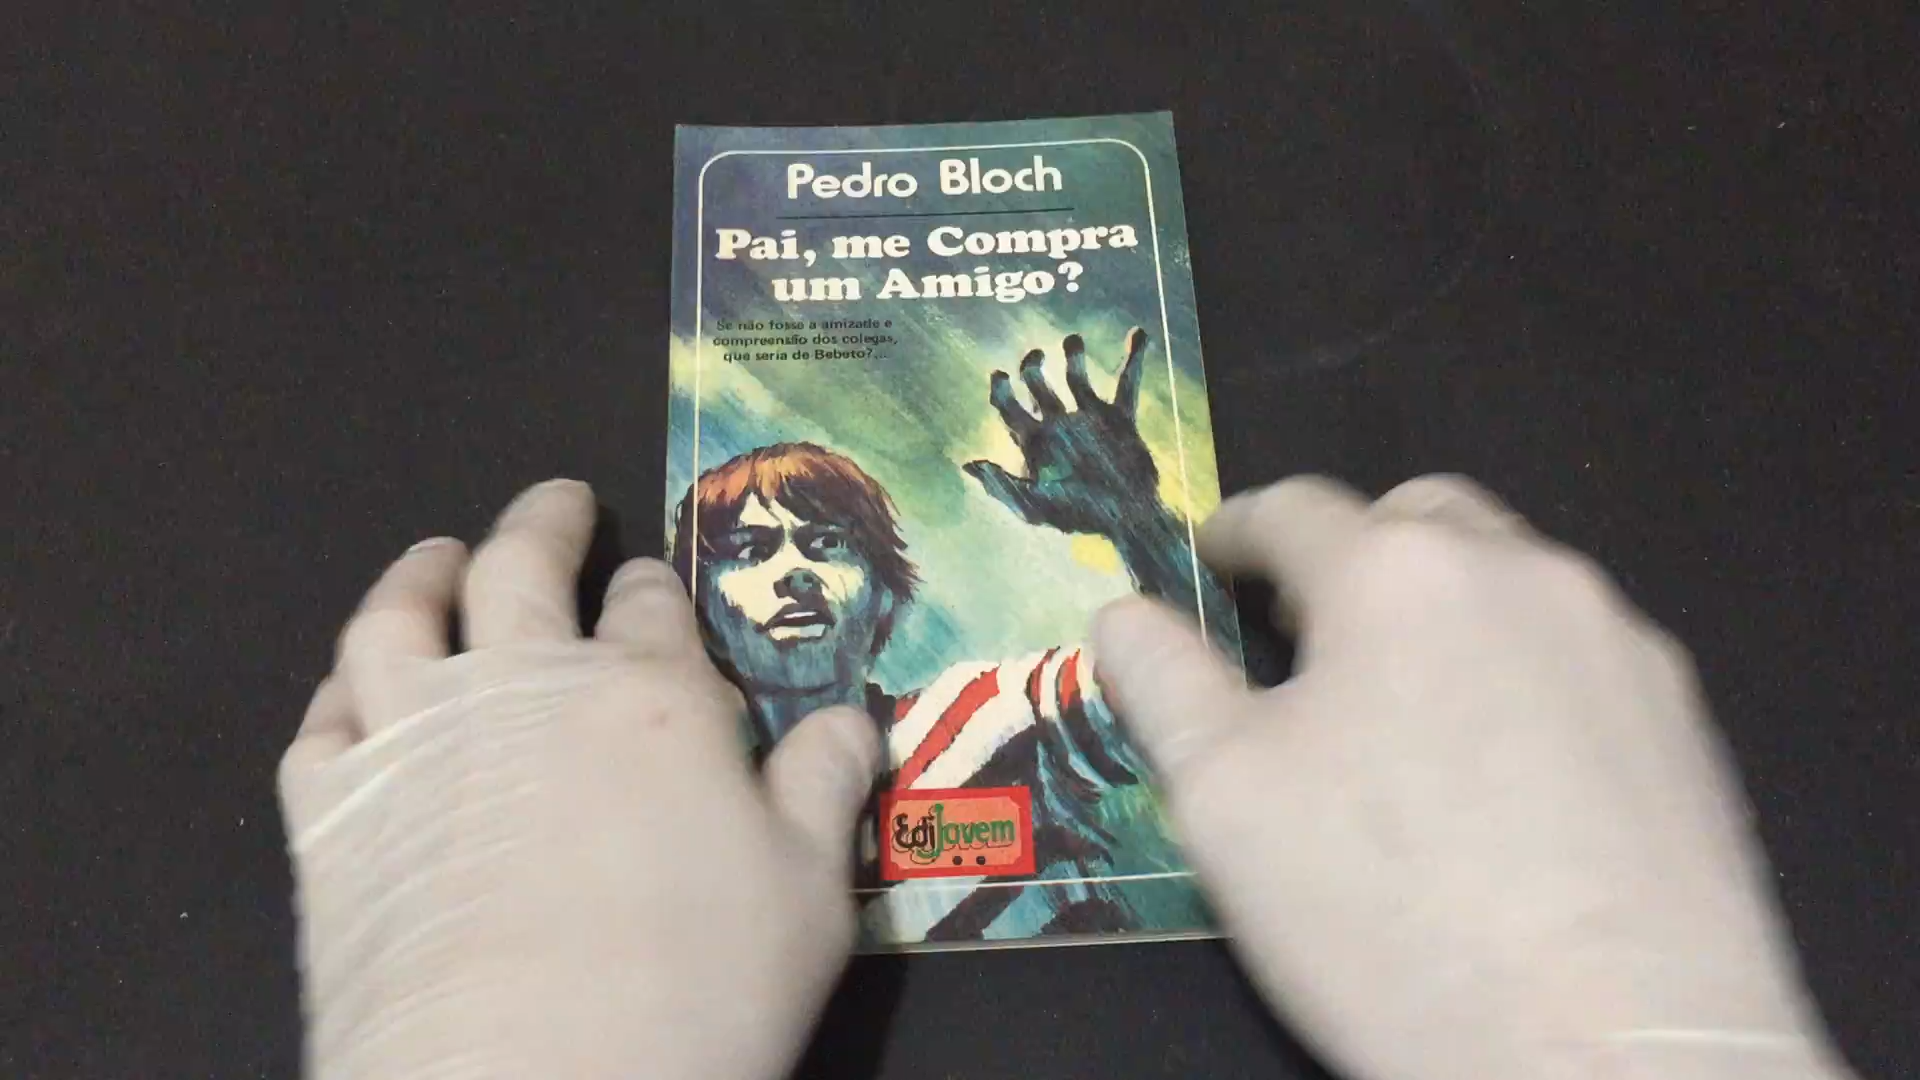 Pedro Bloch
Pai, me Compra
um Amigo?
Se não fosse a amizade e
compreensão dos colegas,
que seria de Bebeto?...
EdiJovem